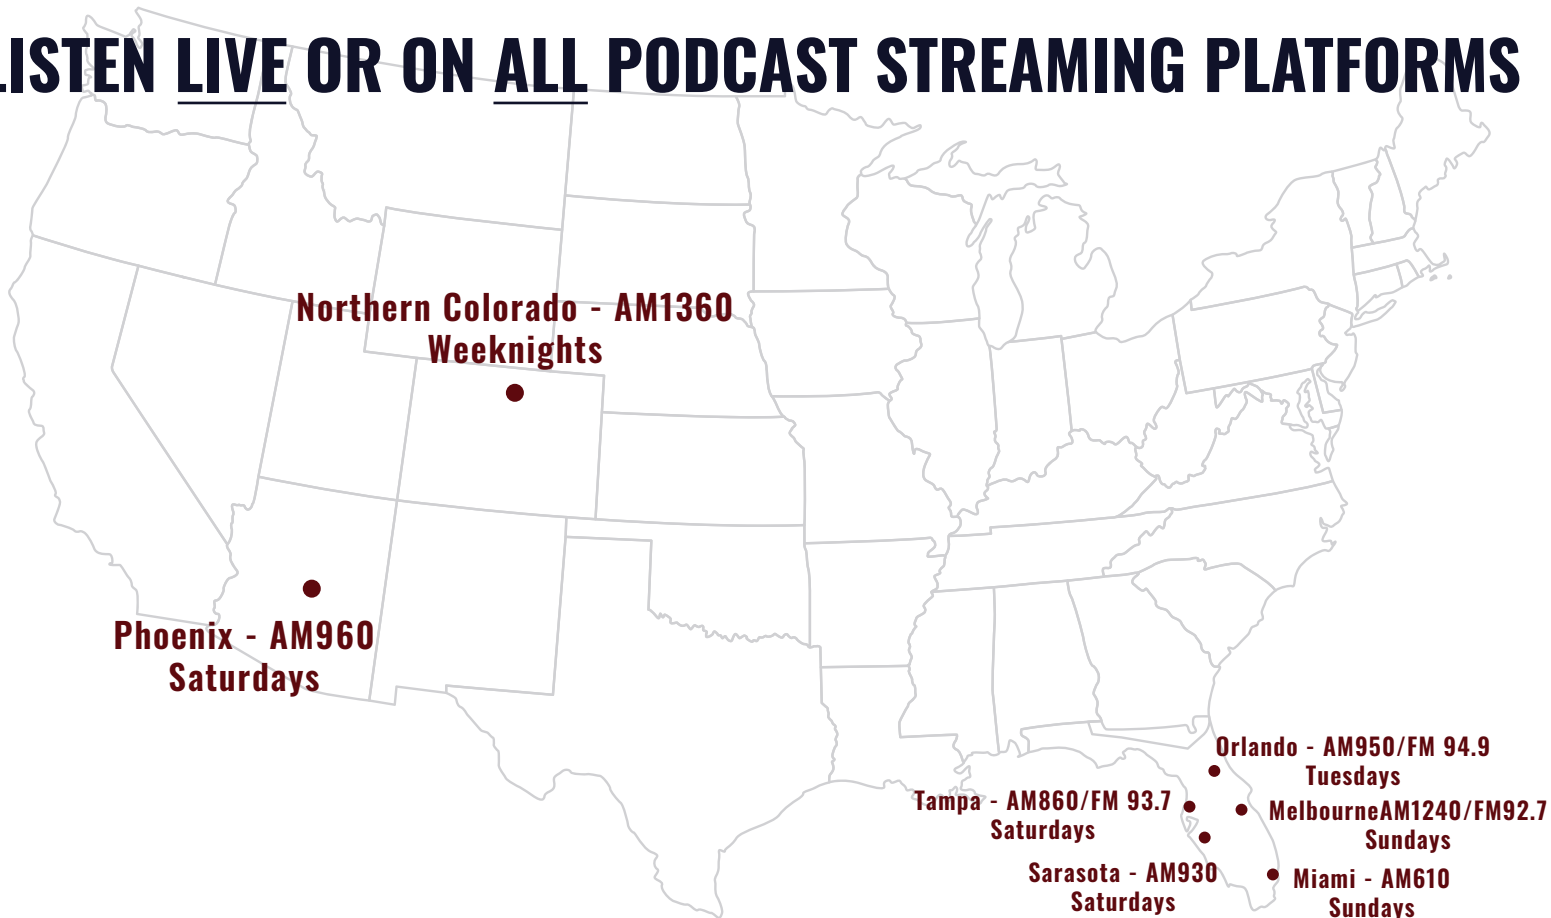 LISTEN LIVE OR ON ALL PODCAST STREAMING PLATFORMS
Northern Colorado - AM1360
Weeknights
Phoenix - AM960
Saturdays
Orlando - AM950/FM 94.9
Tuesdays
Tampa - AM860/FM 93.7
Saturdays
MelbourneAM1240/FM92.7
Sundays
Sarasota - AM930
Saturdays
Miami - AM610
Sundays